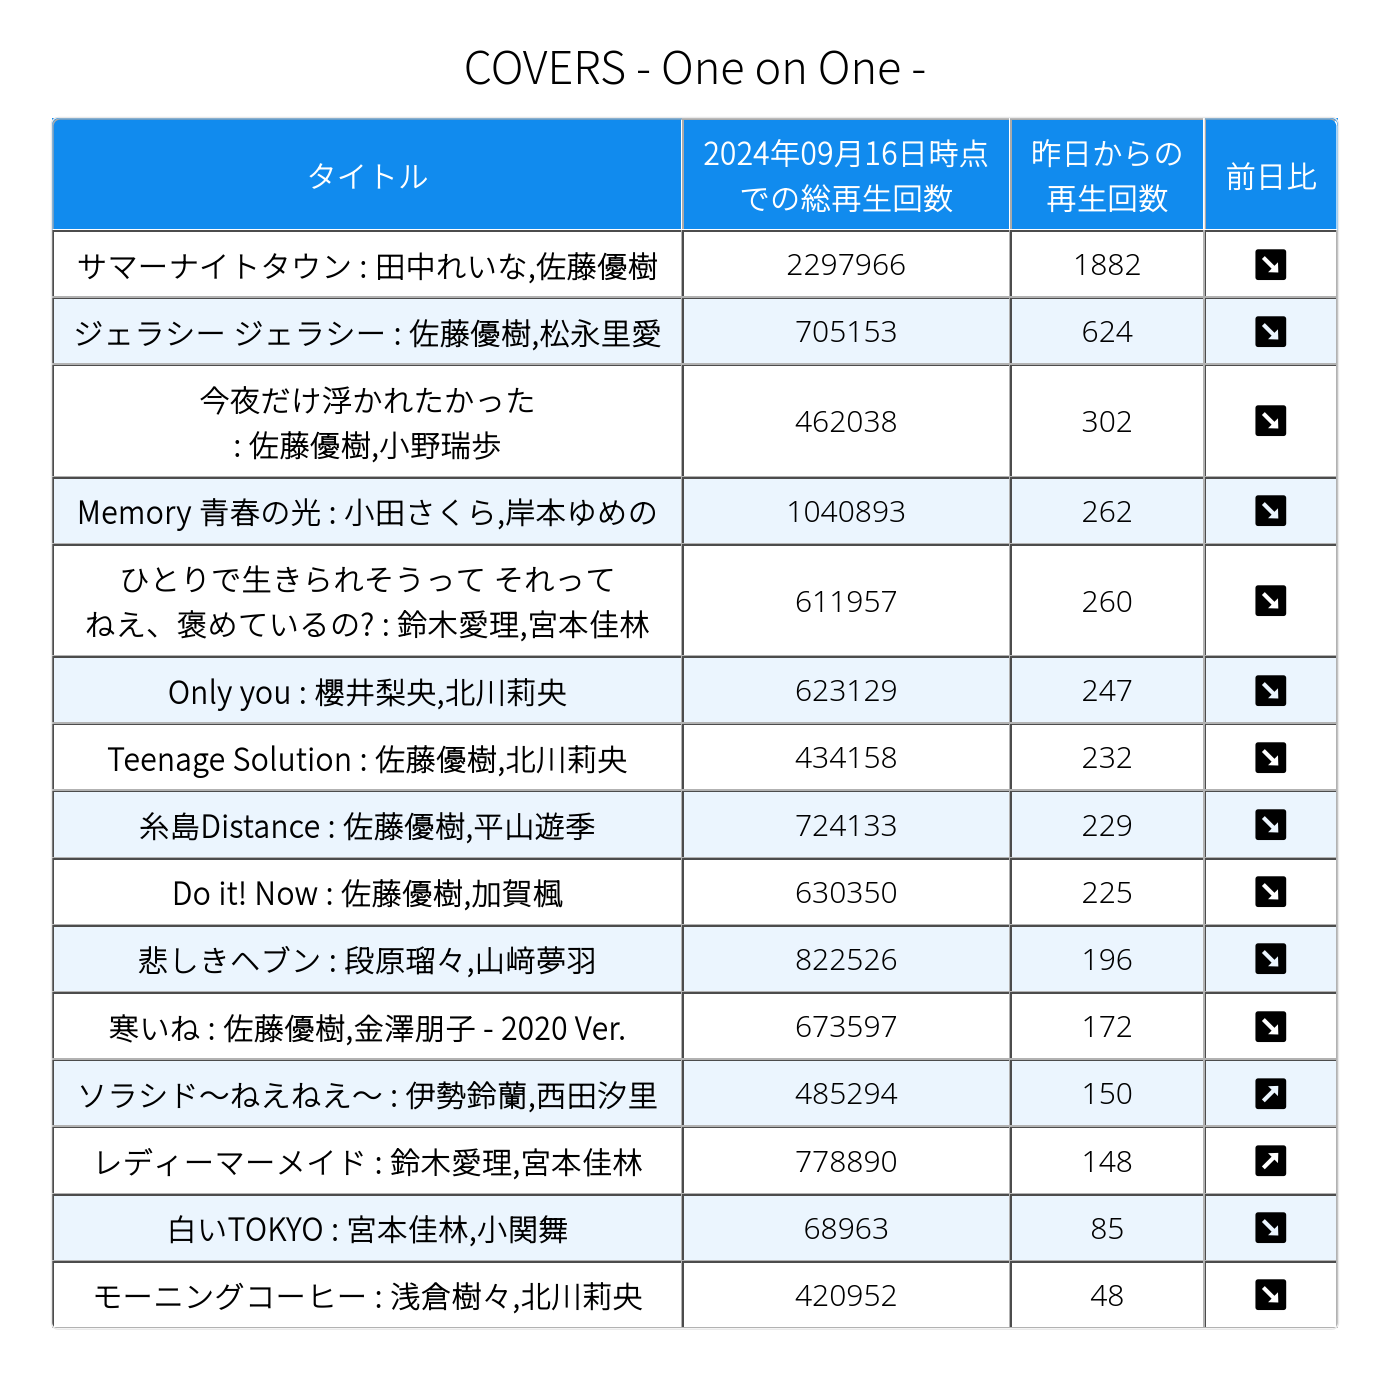 COVERS - One on One -
タイトル
2024年09月16日時点
での総再生回数
昨日からの
再生回数
前日比
サマーナイトタウン : 田中れいな,佐藤優樹 2297966 1882
ジェラシー ジェラシー : 佐藤優樹,松永里愛 705153 624
今夜だけ浮かれたかった
: 佐藤優樹,小野瑞歩 462038 302
Memory 青春の光 : 小田さくら,岸本ゆめの 1040893 262
ひとりで生きられそうって それって
ねえ、褒めているの? : 鈴木愛理,宮本佳林 611957 260
Only you : 櫻井梨央,北川莉央 623129 247
Teenage Solution : 佐藤優樹,北川莉央 434158 232
糸島Distance : 佐藤優樹,平山遊季 724133 229
Do it! Now : 佐藤優樹,加賀楓 630350 225
悲しきヘブン : 段原瑠々,山﨑夢羽 822526 196
寒いね : 佐藤優樹,金澤朋子 - 2020 Ver. 673597 172
ソラシド〜ねえねえ〜 : 伊勢鈴蘭,西田汐里 485294 150
レディーマーメイド : 鈴木愛理,宮本佳林 778890 148
白いTOKYO : 宮本佳林,小関舞 68963 85
モーニングコーヒー : 浅倉樹々,北川莉央 420952 48